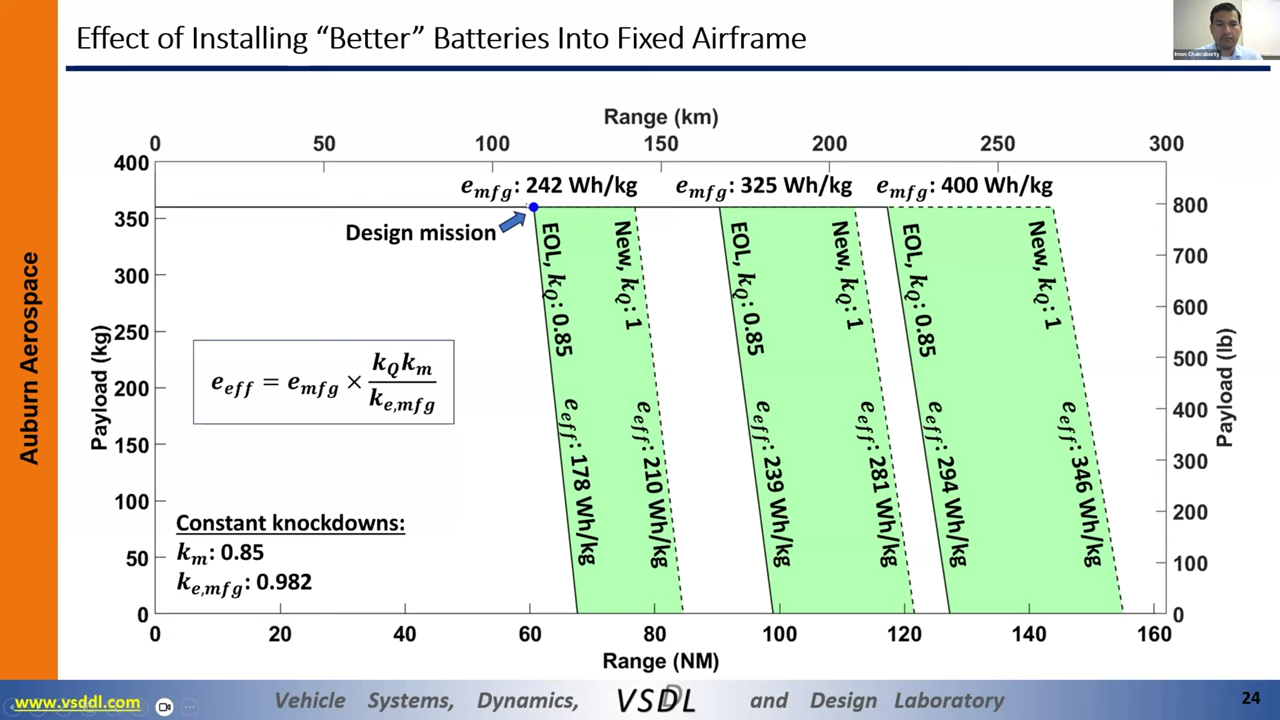 Effect of Installing “Better” Batteries Into Fixed Airframe
Imon Chakraborty
Auburn Aerospace
Range (km)
0 50 100 150 200 250 300
400
350
300
250
200
150
100
50
0
Payload (kg)
e_mfg: 242 Wh/kg
e_mfg: 325 Wh/kg
e_mfg: 400 Wh/kg
Design mission
EOL, k_Q: 0.85
New, k_Q: 1
EOL, k_Q: 0.85
New, k_Q: 1
EOL, k_Q: 0.85
New, k_Q: 1
e_eff: 178 Wh/kg
e_eff: 210 Wh/kg
e_eff: 239 Wh/kg
e_eff: 281 Wh/kg
e_eff: 294 Wh/kg
e_eff: 346 Wh/kg
e_eff = e_mfg × k_Q k_m / k_e,mfg
Constant knockdowns:
k_m: 0.85
k_e,mfg: 0.982
800
700
600
500
400
300
200
100
0
Payload (lb)
0 20 40 60 80 100 120 140 160
Range (NM)
www.vsddl.com
Vehicle Systems, Dynamics, VSDDL and Design Laboratory
24